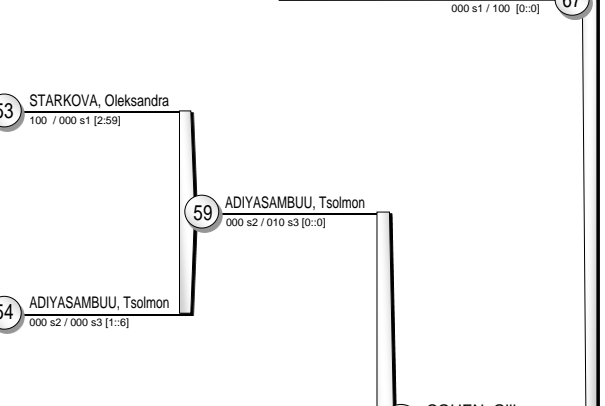 67
000 s1 / 100 [0::0]
53 STARKOVA, Oleksandra
100 / 000 s1 [2:59]
59 ADIYASAMBUU, Tsolmon
000 s2 / 010 s3 [0::0]
54 ADIYASAMBUU, Tsolmon
000 s2 / 000 s3 [1::6]